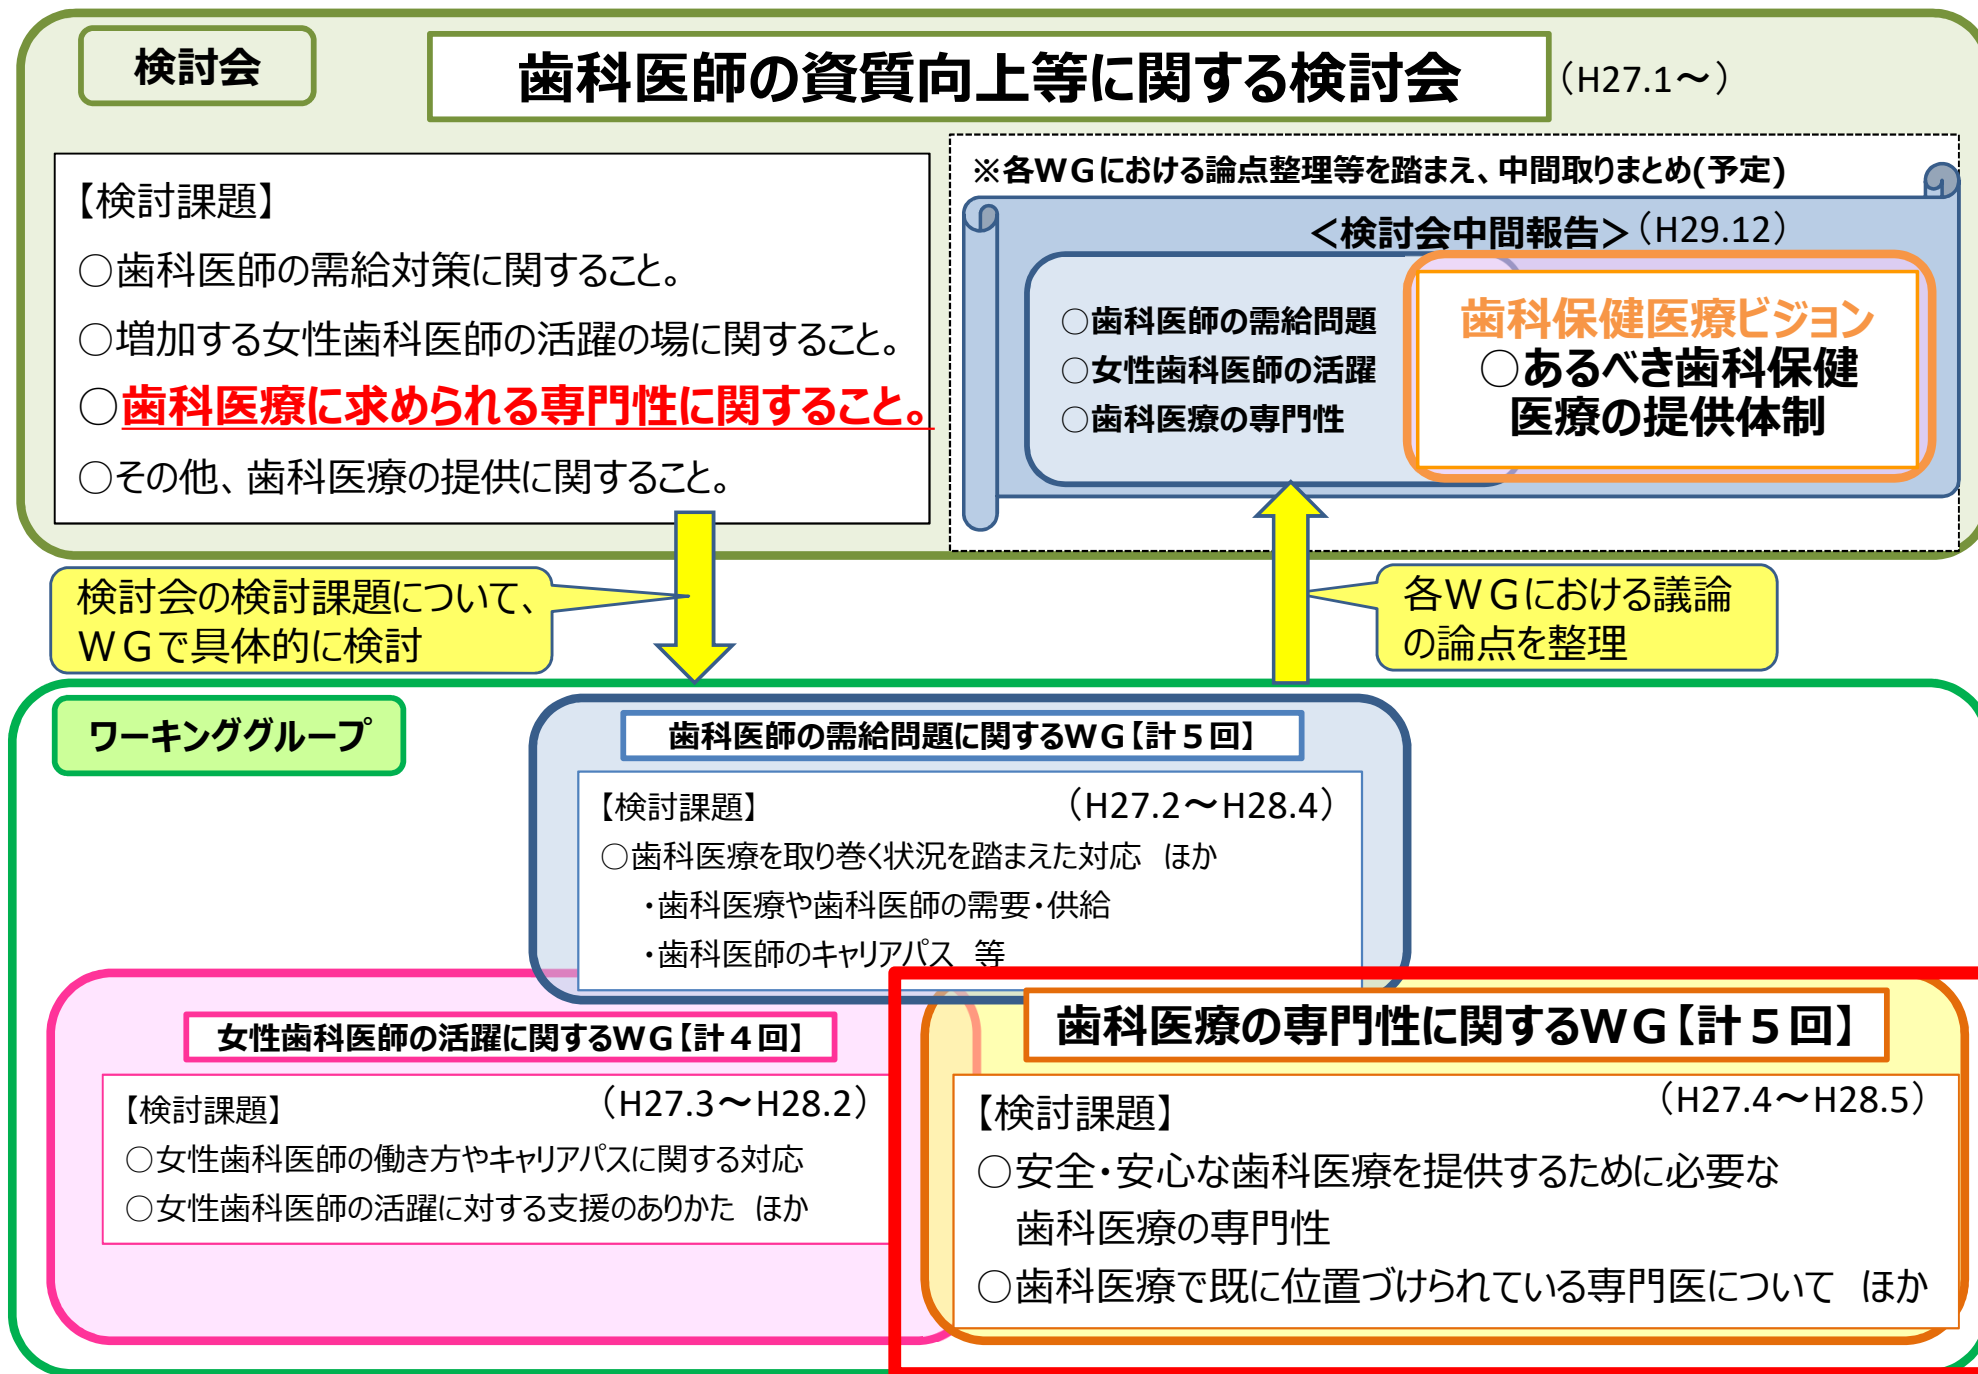 検討会
歯科医師の資質向上等に関する検討会
（H27.1～）
【検討課題】
○歯科医師の需給対策に関すること。
○増加する女性歯科医師の活躍の場に関すること。
○歯科医療に求められる専門性に関すること。
○その他、歯科医療の提供に関すること。
※各ＷＧにおける論点整理等を踏まえ、中間取りまとめ(予定)
＜検討会中間報告＞（H29.12）
○歯科医師の需給問題
○女性歯科医師の活躍
○歯科医療の専門性
歯科保健医療ビジョン
○あるべき歯科保健
医療の提供体制
検討会の検討課題について、
ＷＧで具体的に検討
各ＷＧにおける議論
の論点を整理
ワーキンググループ
歯科医師の需給問題に関するＷＧ【計５回】
【検討課題】
（H27.2～H28.4）
○歯科医療を取り巻く状況を踏まえた対応　ほか
・歯科医療や歯科医師の需要・供給
・歯科医師のキャリアパス　等
女性歯科医師の活躍に関するＷＧ【計４回】
【検討課題】
（H27.3～H28.2）
○女性歯科医師の働き方やキャリアパスに関する対応
○女性歯科医師の活躍に対する支援のありかた　ほか
歯科医療の専門性に関するＷＧ【計５回】
【検討課題】
（H27.4～H28.5）
○安全・安心な歯科医療を提供するために必要な
歯科医療の専門性
○歯科医療で既に位置づけられている専門医について　ほか